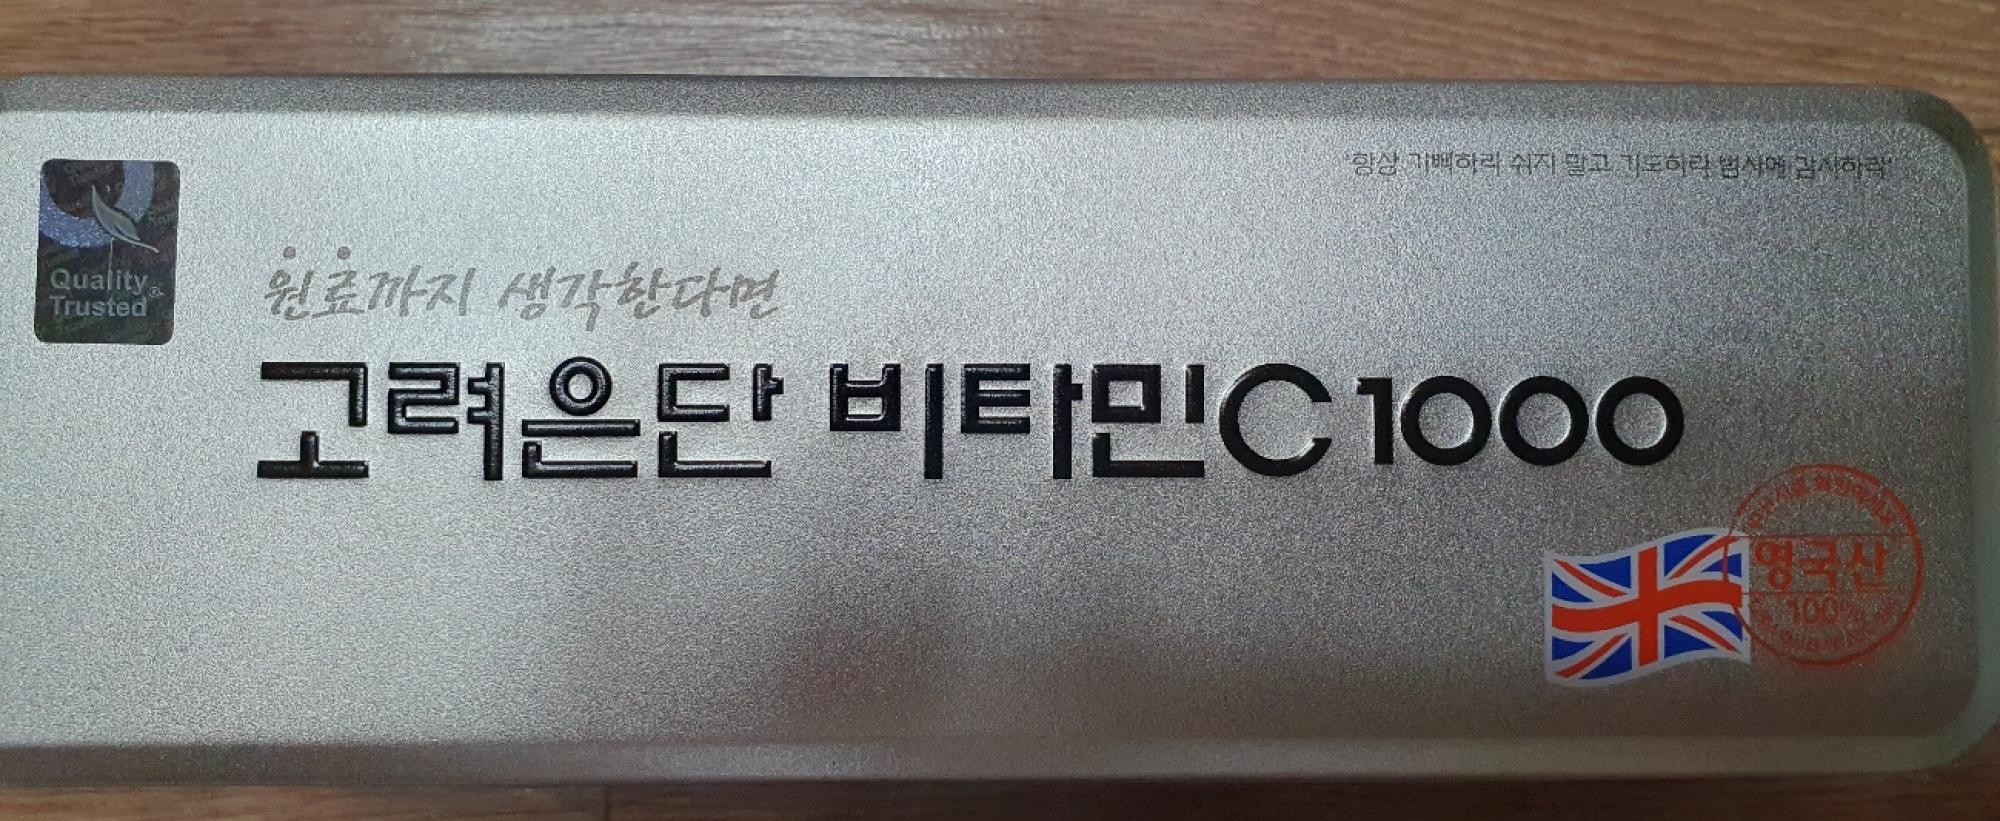 "항상 기뻐하라 쉬지 말고 기도하라 범사에 감사하라"
Quality
Trusted®
원료까지 생각한다면
고려은단 비타민C 1000
영국산
100%